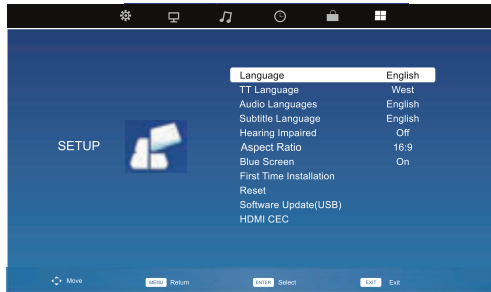 SETUP
Language English
TT Language West
Audio Languages English
Subtitle Language English
Hearing Impaired Off
Aspect Ratio 16:9
Blue Screen On
First Time Installation
Reset
Software Update(USB)
HDMI CEC
Move MENU Return ENTER Select EXIT Exit